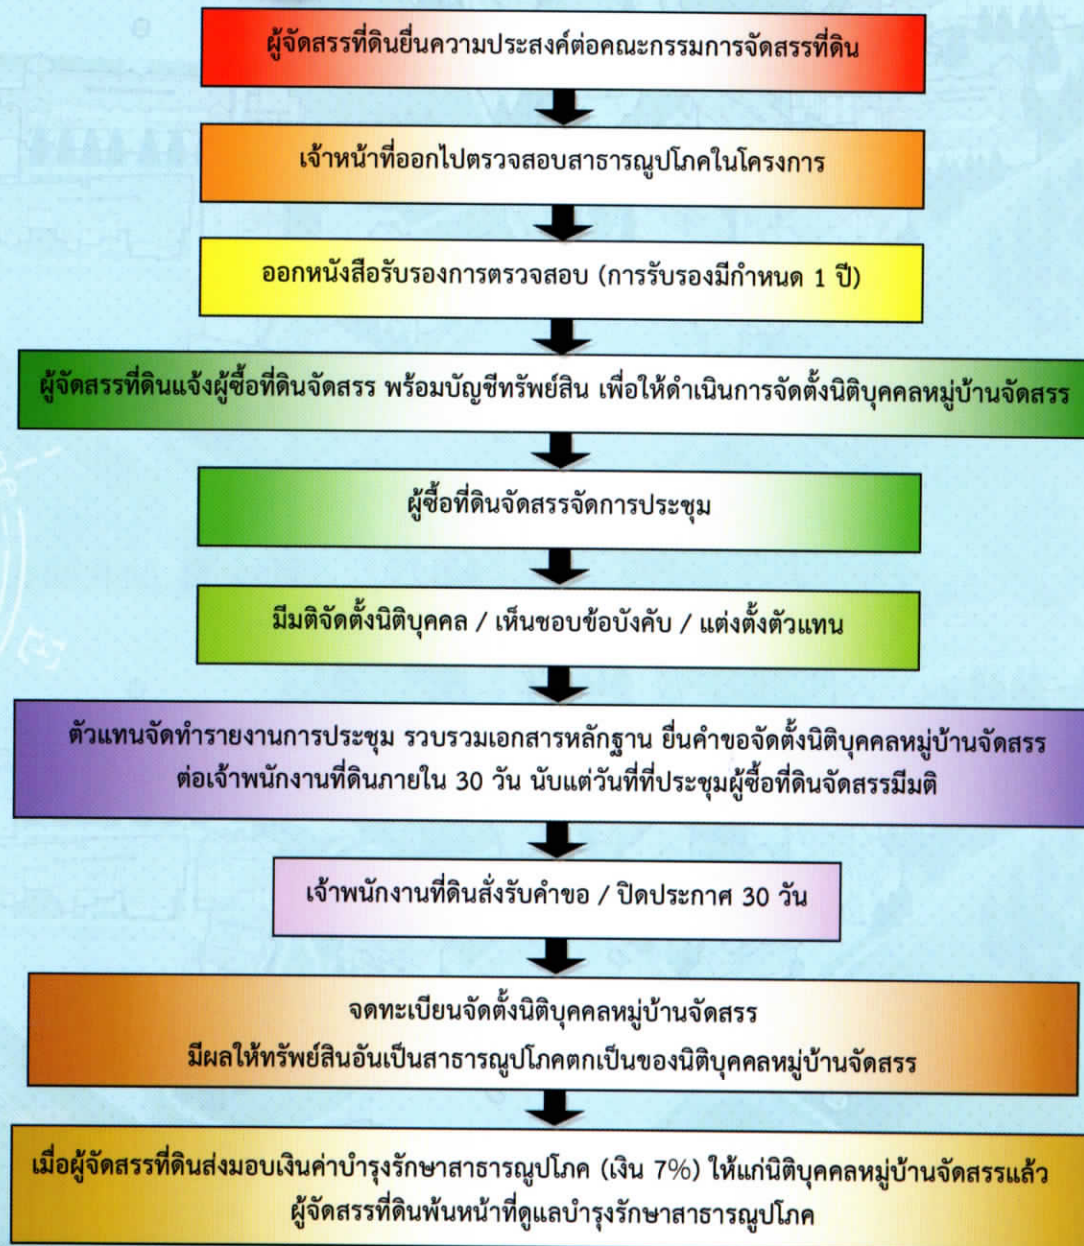 ผู้จัดสรรที่ดินยื่นความประสงค์ต่อคณะกรรมการจัดสรรที่ดิน
เจ้าหน้าที่ออกไปตรวจสอบสาธารณูปโภคในโครงการ
ออกหนังสือรับรองการตรวจสอบ (การรับรองมีกำหนด 1 ปี)
ผู้จัดสรรที่ดินแจ้งผู้ซื้อที่ดินจัดสรร พร้อมบัญชีทรัพย์สิน เพื่อให้ดำเนินการจัดตั้งนิติบุคคลหมู่บ้านจัดสรร
ผู้ซื้อที่ดินจัดสรรจัดการประชุม
มีมติจัดตั้งนิติบุคคล / เห็นชอบข้อบังคับ / แต่งตั้งตัวแทน
ตัวแทนจัดทำรายงานการประชุม รวบรวมเอกสารหลักฐาน ยื่นคำขอจัดตั้งนิติบุคคลหมู่บ้านจัดสรร
ต่อเจ้าพนักงานที่ดินภายใน 30 วัน นับแต่วันที่ที่ประชุมผู้ซื้อที่ดินจัดสรรมีมติ
เจ้าพนักงานที่ดินสั่งรับคำขอ / ปิดประกาศ 30 วัน
จดทะเบียนจัดตั้งนิติบุคคลหมู่บ้านจัดสรร
มีผลให้ทรัพย์สินอันเป็นสาธารณูปโภคตกเป็นของนิติบุคคลหมู่บ้านจัดสรร
เมื่อผู้จัดสรรที่ดินส่งมอบเงินค่าบำรุงรักษาสาธารณูปโภค (เงิน 7%) ให้แก่นิติบุคคลหมู่บ้านจัดสรรแล้ว
ผู้จัดสรรที่ดินพ้นหน้าที่ดูแลบำรุงรักษาสาธารณูปโภค